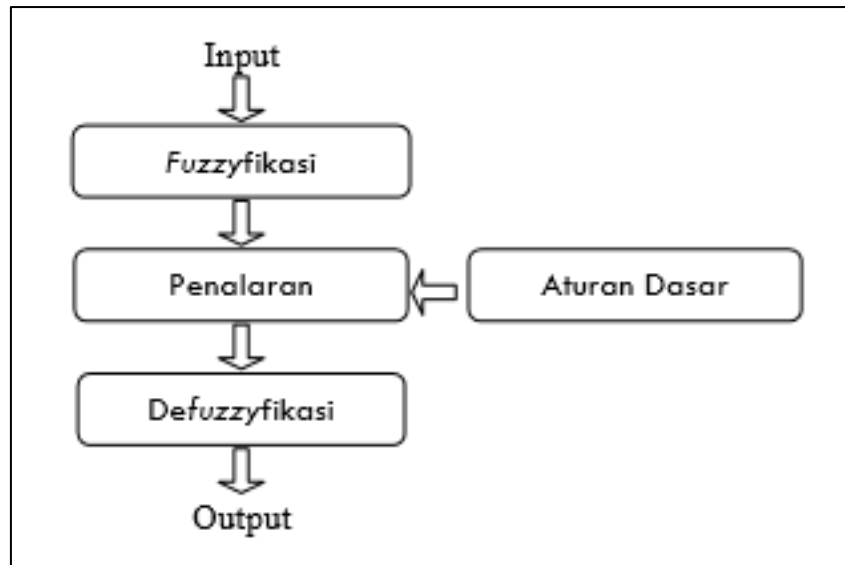 Input
Fuzzyfikasi
Penalaran
Aturan Dasar
Defuzzyfikasi
Output